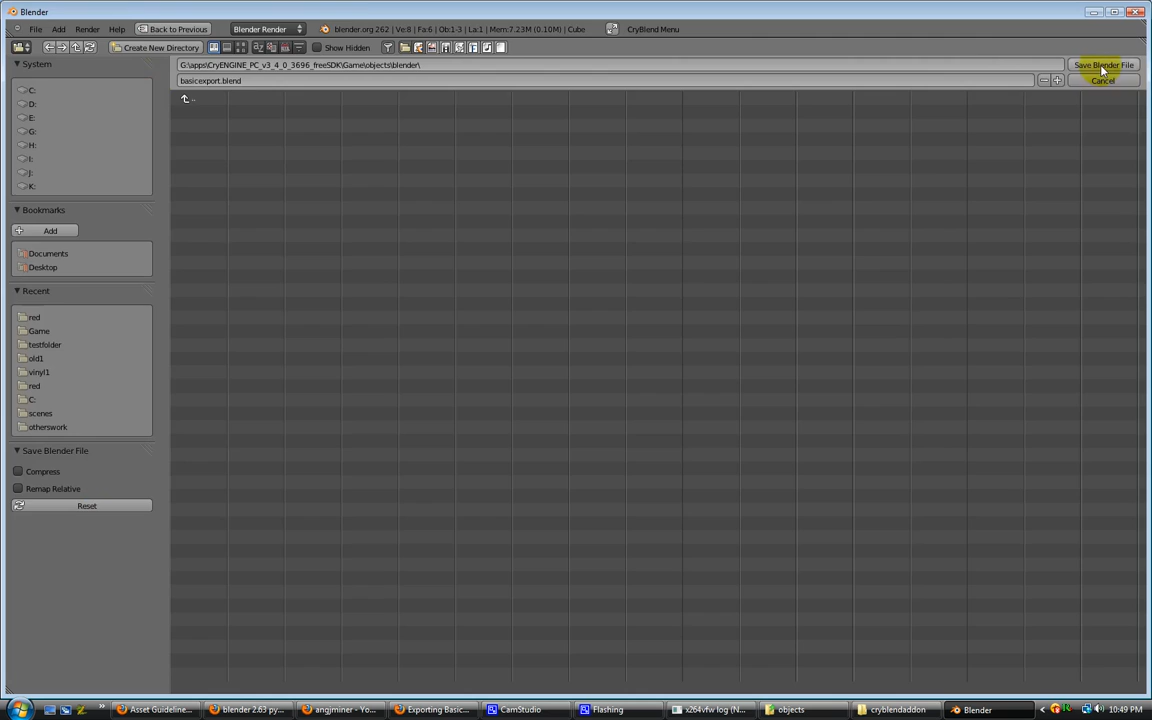 Blender
File Add Render Help Back to Previous Blender Render blender.org 262 | Ve:8 | Fa:6 | Ob:1-3 | La:1 | Mem:7.23M (0.10M) | Cube CryBlend Menu
Create New Directory Show Hidden
System G:\apps\CryENGINE_PC_v3_4_0_3696_freeSDK\Game\objects\blender\ Save Blender File
basicexport.blend Cancel
..
C:
D:
E:
G:
H:
I:
J:
K:
Bookmarks
Add
Documents
Desktop
Recent
red
Game
testfolder
old1
vinyl1
red
C:
scenes
otherswork
Save Blender File
Compress
Remap Relative
Reset
Asset Guideline... blender 2.63 py... angjminer - Yo... Exporting Basic... CamStudio Flashing x264vfw log (N... objects cryblendaddon Blender 10:49 PM